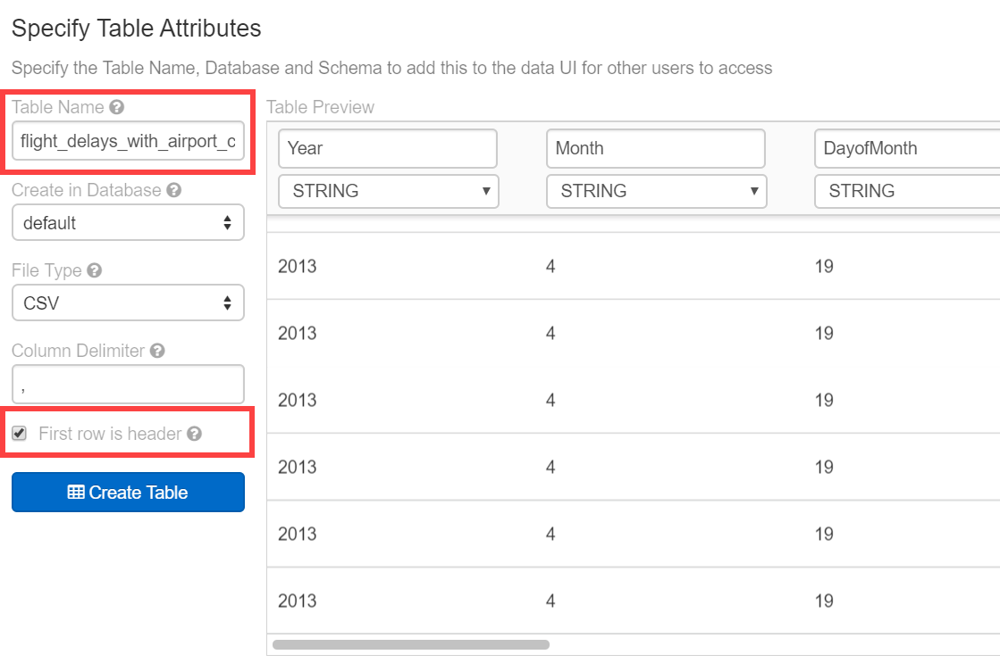 Specify Table Attributes
Specify the Table Name, Database and Schema to add this to the data UI for other users to access
Table Name
flight_delays_with_airport_c
Create in Database
default
File Type
CSV
Column Delimiter
,
First row is header
Create Table
Table Preview
Year Month DayofMonth
STRING STRING STRING
2013 4 19
2013 4 19
2013 4 19
2013 4 19
2013 4 19
2013 4 19